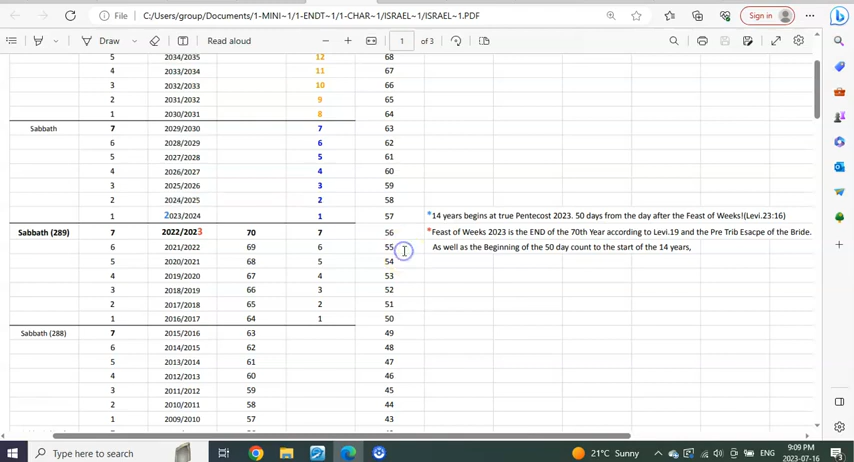 File
C:/Users/group/Documents/1-MINI~1/1-ENDT~1/1-CHAR~1/ISRAEL~1/ISRAEL~1.PDF
Sign in
Draw
Read aloud
1 of 3
5 2034/2035 12 68
4 2033/2034 11 67
3 2032/2033 10 66
2 2031/2032 9 65
1 2030/2031 8 64
Sabbath 7 2029/2030 7 63
6 2028/2029 6 62
5 2027/2028 5 61
4 2026/2027 4 60
3 2025/2026 3 59
2 2024/2025 2 58
1 2023/2024 1 57 *14 years begins at true Pentecost 2023. 50 days from the day after the Feast of Weeks!(Levi.23:16)
Sabbath (289) 7 2022/2023 70 7 56 *Feast of Weeks 2023 is the END of the 70th Year according to Levi.19 and the Pre Trib Esacpe of the Bride.
6 2021/2022 69 6 55 As well as the Beginning of the 50 day count to the start of the 14 years,
5 2020/2021 68 5 54
4 2019/2020 67 4 53
3 2018/2019 66 3 52
2 2017/2018 65 2 51
1 2016/2017 64 1 50
Sabbath (288) 7 2015/2016 63 49
6 2014/2015 62 48
5 2013/2014 61 47
4 2012/2013 60 46
3 2011/2012 59 45
2 2010/2011 58 44
1 2009/2010 57 43
Type here to search
21°C Sunny
ENG
9:09 PM
2023-07-16